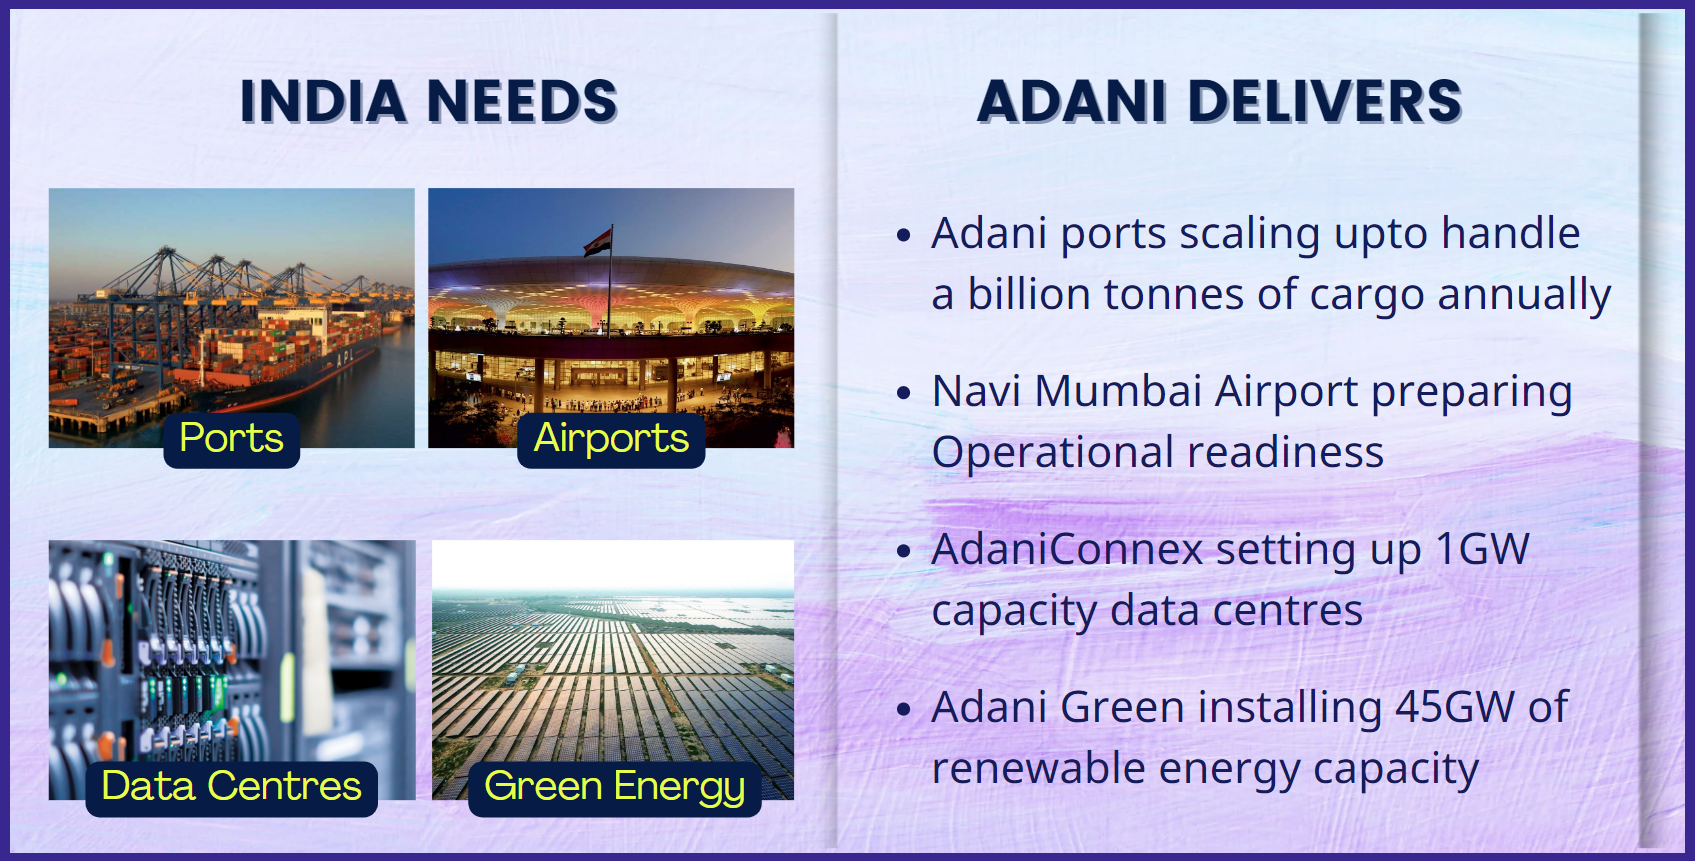 INDIA NEEDS
Ports
Airports
Data Centres
Green Energy
ADANI DELIVERS
• Adani ports scaling upto handle
a billion tonnes of cargo annually
• Navi Mumbai Airport preparing
Operational readiness
• AdaniConnex setting up 1GW
capacity data centres
• Adani Green installing 45GW of
renewable energy capacity
APL